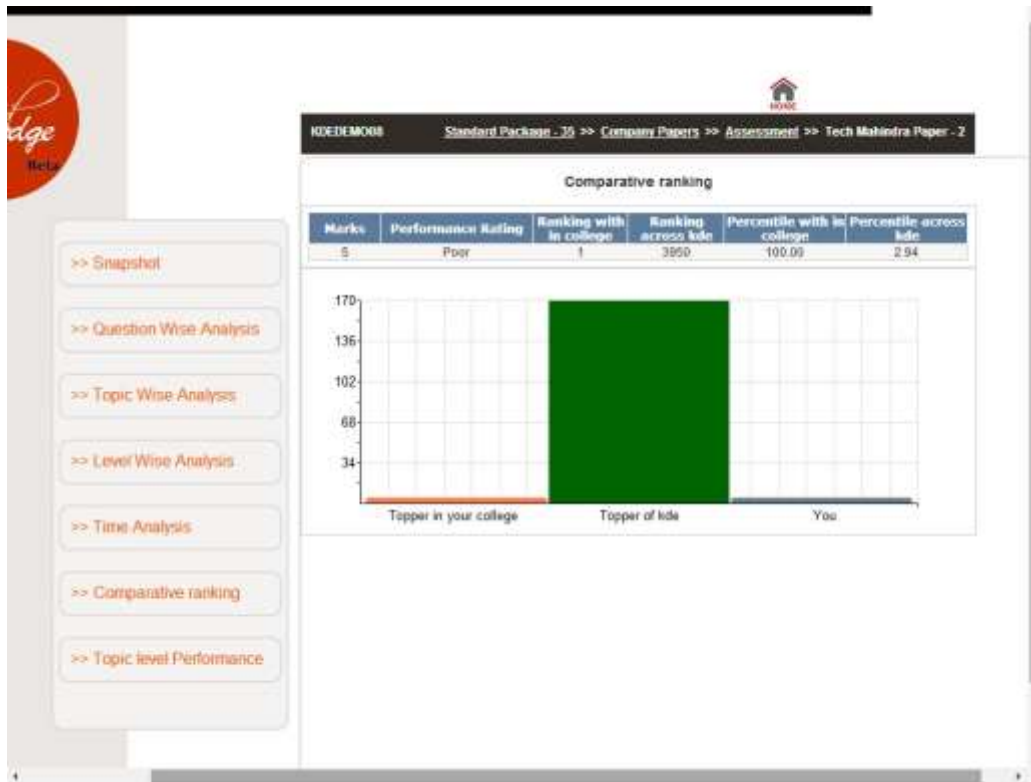 dge
Beta
HOME
KDEDEMO08 Standard Package - 35 >> Company Papers >> Assessment >> Tech Mahindra Paper - 2
Comparative ranking
Marks Performance Rating Ranking with in college Ranking across kde Percentile with in college Percentile across kde
5 Poor 1 3950 100.00 2.94
>> Snapshot
>> Question Wise Analysis
>> Topic Wise Analysis
>> Level Wise Analysis
>> Time Analysis
>> Comparative ranking
>> Topic level Performance
170
136
102
68
34
Topper in your college Topper of kde You